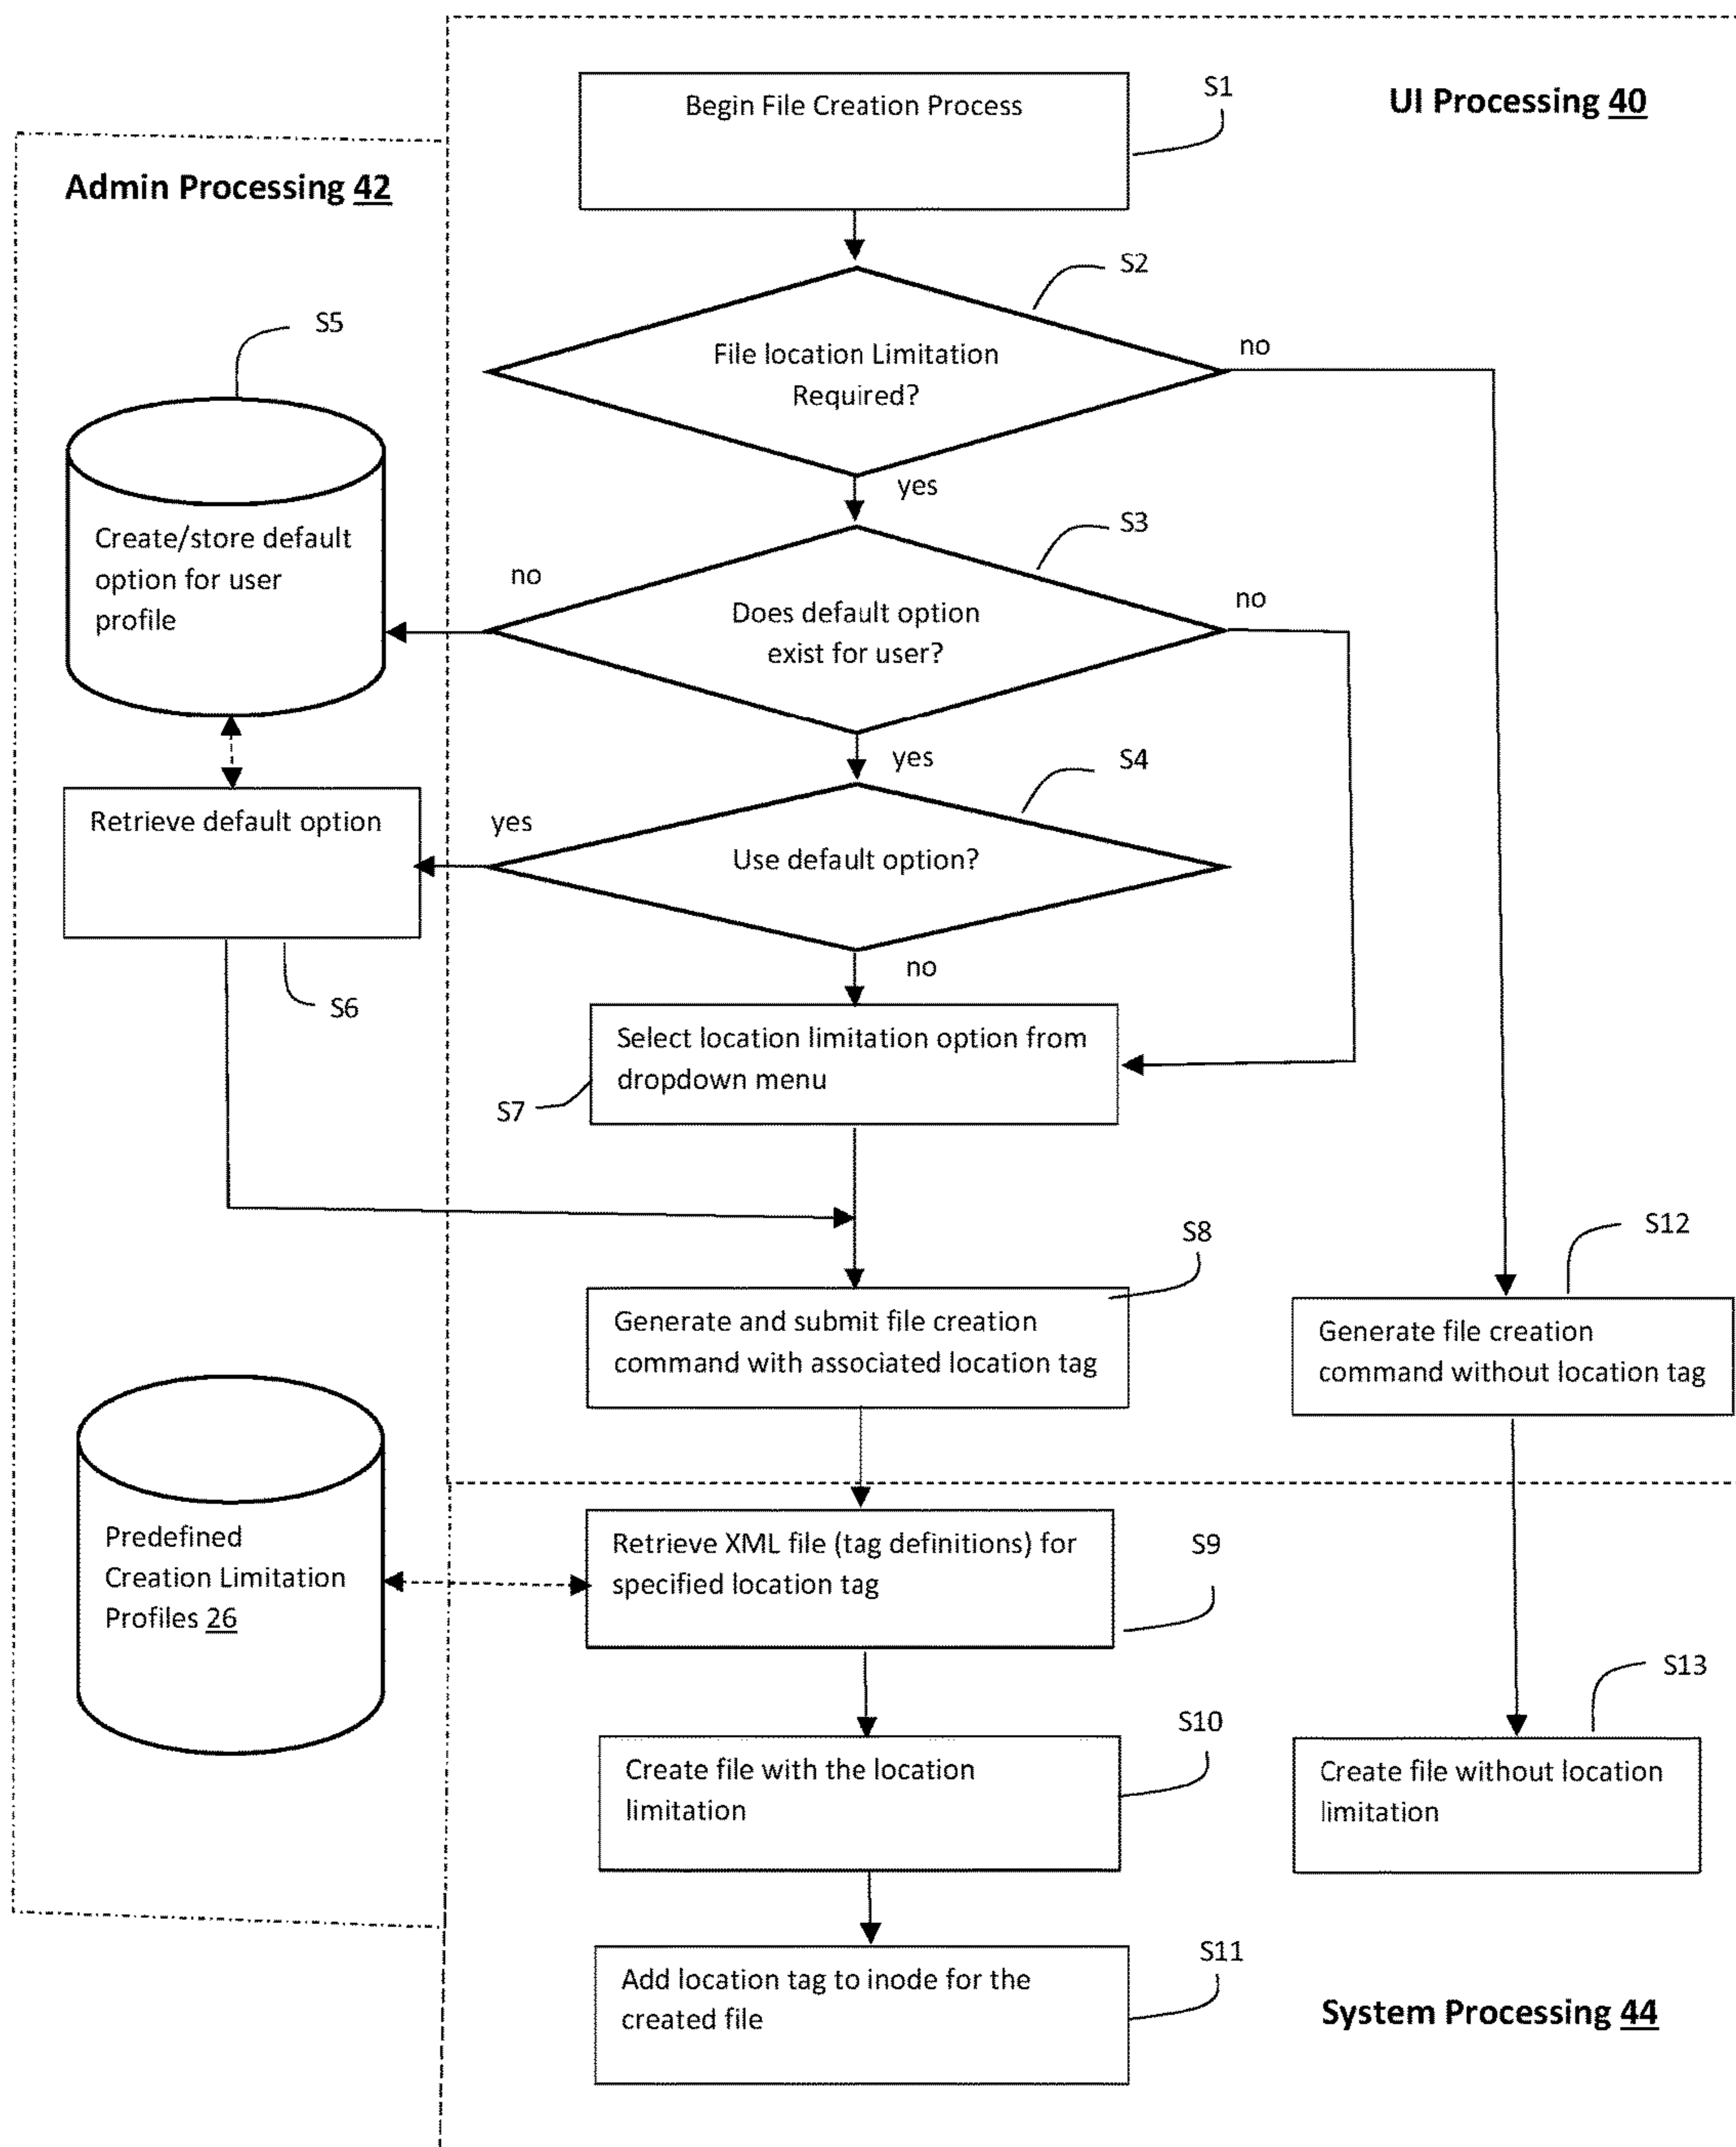 Begin File Creation Process
S1
UI Processing 40
Admin Processing 42
S2
File location Limitation
Required?
no
yes
S5
Create/store default
option for user
profile
S3
no
Does default option
exist for user?
no
yes
S4
Retrieve default option
yes
Use default option?
no
S6
Select location limitation option from
dropdown menu
S7
S8
Generate and submit file creation
command with associated location tag
S12
Generate file creation
command without location tag
Predefined
Creation Limitation
Profiles 26
Retrieve XML file (tag definitions) for
specified location tag
S9
S10
Create file with the location
limitation
S13
Create file without location
limitation
S11
Add location tag to inode for the
created file
System Processing 44